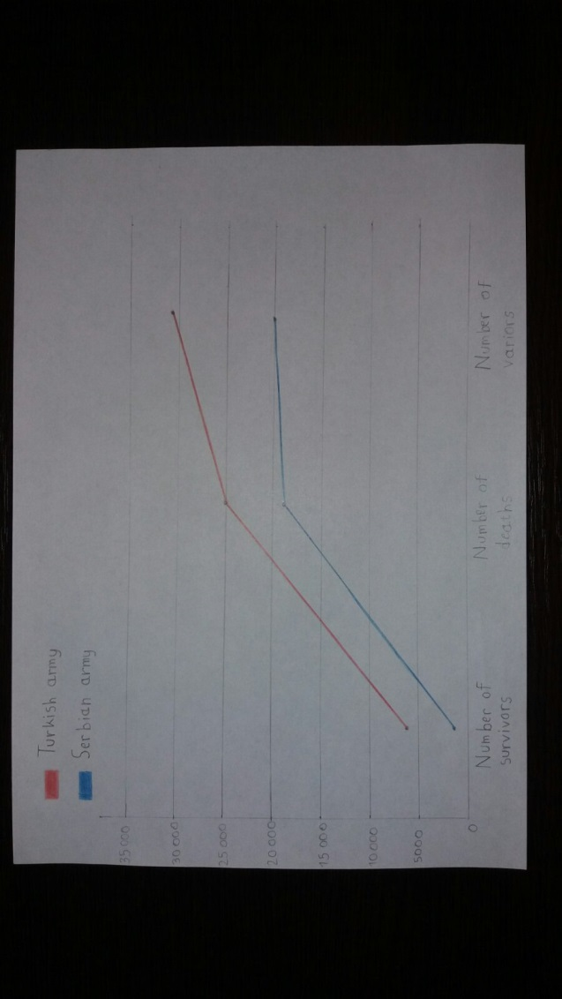 Turkish army
Serbian army
35 000
30 000
25 000
20 000
15 000
10 000
5000
0
Number of
survivors
Number of
deaths
Number of
variors